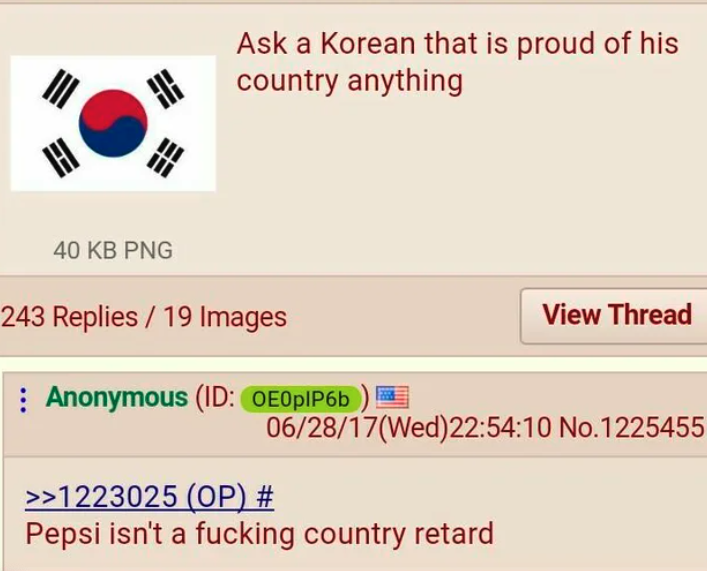 Ask a Korean that is proud of his
country anything
40 KB PNG
243 Replies / 19 Images
View Thread
Anonymous (ID: OE0pIP6b)
06/28/17(Wed)22:54:10 No.1225455
>>1223025 (OP) #
Pepsi isn't a fucking country retard